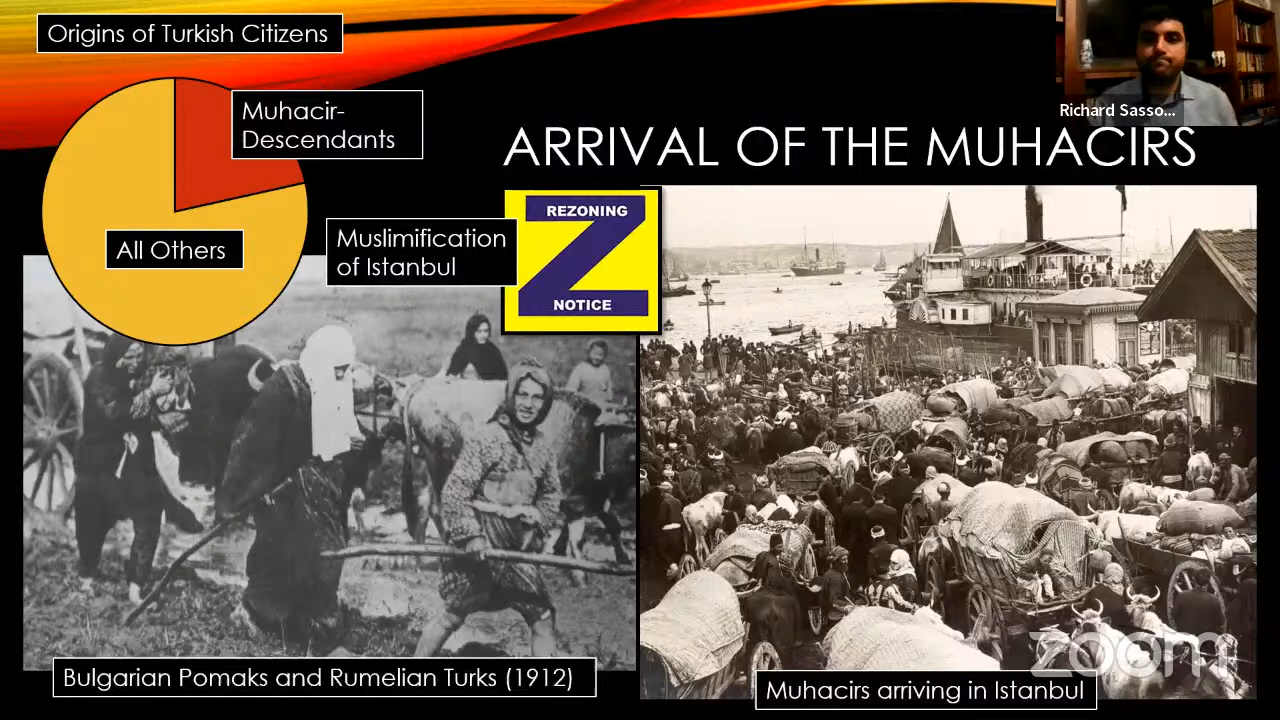 Origins of Turkish Citizens
Muhacir-
Descendants
All Others
Richard Sasso...
ARRIVAL OF THE MUHACIRS
Muslimification
of Istanbul
REZONING
Z
NOTICE
Bulgarian Pomaks and Rumelian Turks (1912)
Muhacirs arriving in Istanbul
zoom